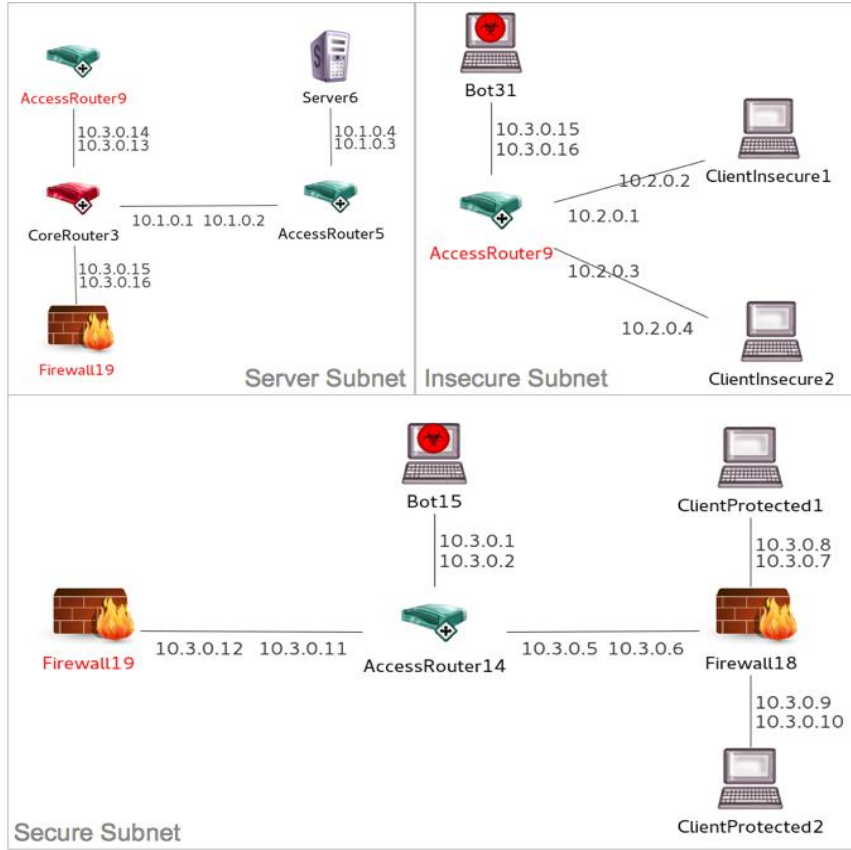 AccessRouter9
Server6
10.3.0.14
10.3.0.13
10.1.0.4
10.1.0.3
CoreRouter3
10.1.0.1 10.1.0.2
AccessRouter5
10.3.0.15
10.3.0.16
Firewall19
Server Subnet
Bot31
10.3.0.15
10.3.0.16
ClientInsecure1
10.2.0.2
10.2.0.1
AccessRouter9
10.2.0.3
10.2.0.4
ClientInsecure2
Insecure Subnet
Bot15
ClientProtected1
10.3.0.1
10.3.0.2
10.3.0.8
10.3.0.7
Firewall19
10.3.0.12 10.3.0.11
AccessRouter14
10.3.0.5 10.3.0.6
Firewall18
10.3.0.9
10.3.0.10
ClientProtected2
Secure Subnet